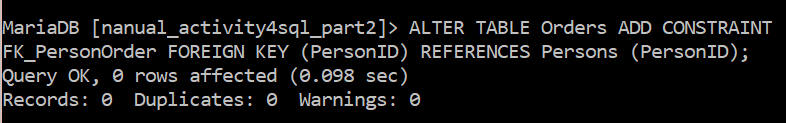 MariaDB [nanual_activity4sql_part2]> ALTER TABLE Orders ADD CONSTRAINT
FK_PersonOrder FOREIGN KEY (PersonID) REFERENCES Persons (PersonID);
Query OK, 0 rows affected (0.098 sec)
Records: 0  Duplicates: 0  Warnings: 0